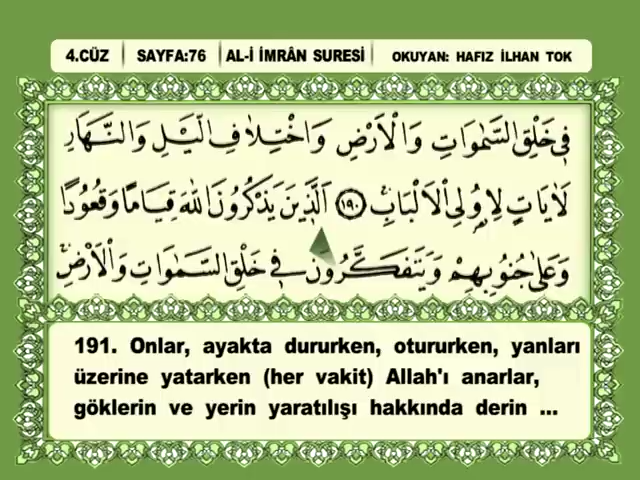 4.CÜZ SAYFA:76 AL-İ İMRÂN SURESİ OKUYAN: HAFIZ İLHAN TOK
فِي خَلْقِ السَّمٰوَاتِ وَالْاَرْضِ وَاخْتِلَافِ الَّيْلِ وَالنَّهَارِ
لَاٰيَاتٍ لِاُو۬لِي الْاَلْبَابِۚ ﴿١٩٠﴾ اَلَّذِينَ يَذْكُرُونَ اللّٰهَ قِيَامًا وَقُعُودًا
وَعَلٰى جُنُوبِهِمْ وَيَتَفَكَّرُونَ فِي خَلْقِ السَّمٰوَاتِ وَالْاَرْضِۚ
191. Onlar, ayakta dururken, otururken, yanları
üzerine yatarken (her vakit) Allah'ı anarlar,
göklerin ve yerin yaratılışı hakkında derin ...